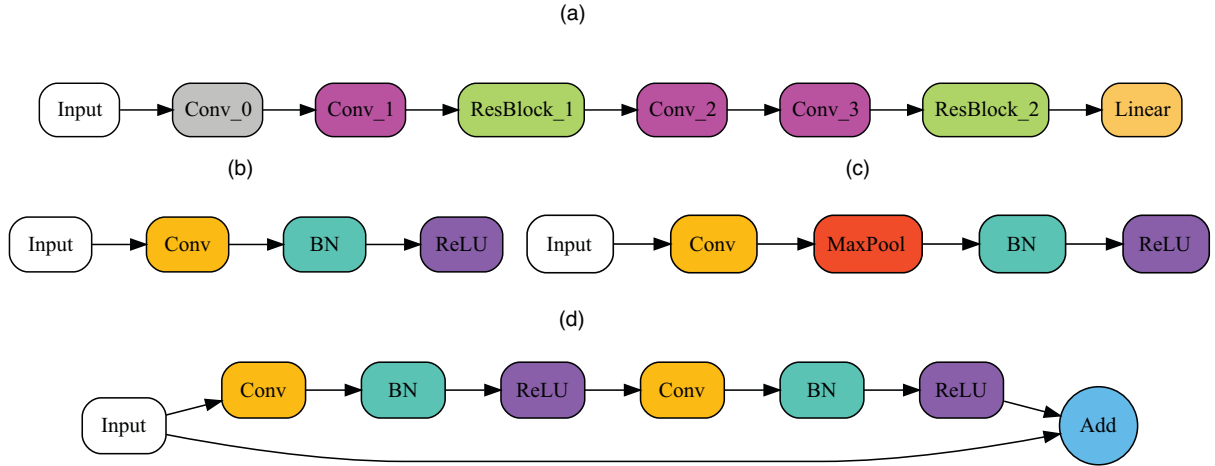 (a)
Input Conv_0 Conv_1 ResBlock_1 Conv_2 Conv_3 ResBlock_2 Linear
(b)
Input Conv BN ReLU
(c)
Input Conv MaxPool BN ReLU
(d)
Conv BN ReLU Conv BN ReLU
Input
Add